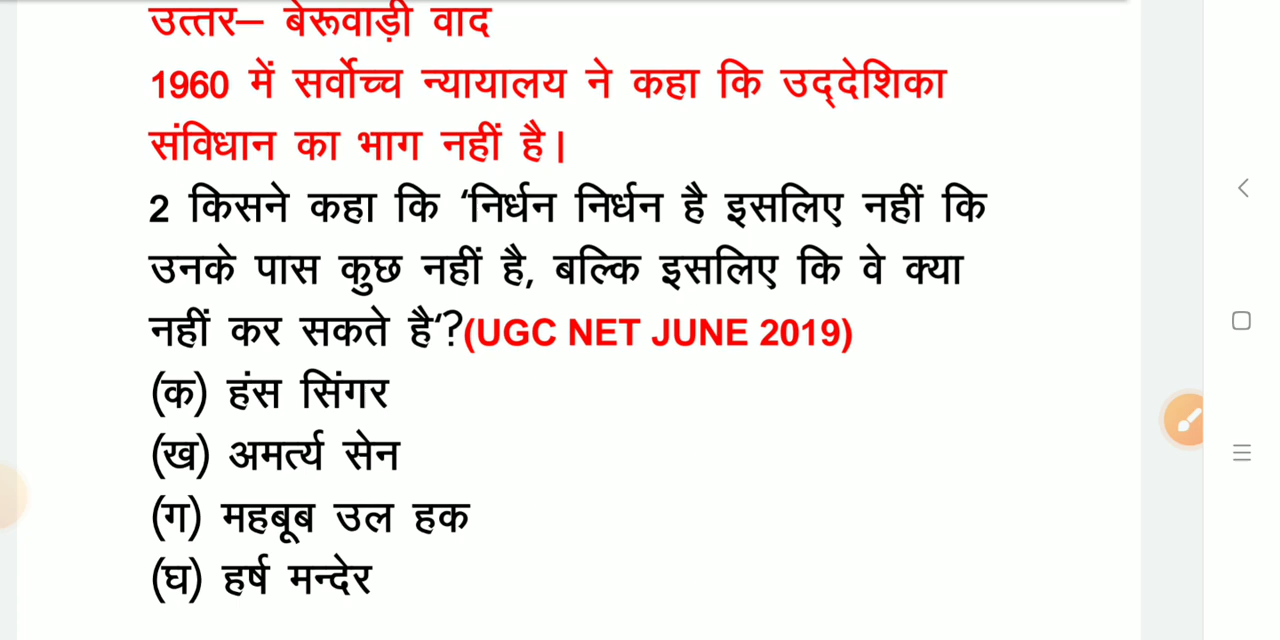 उत्तर– बेरूवाड़ी वाद
1960 में सर्वोच्च न्यायालय ने कहा कि उद्देशिका
संविधान का भाग नहीं है।
2 किसने कहा कि ‘निर्धन निर्धन है इसलिए नहीं कि
उनके पास कुछ नहीं है, बल्कि इसलिए कि वे क्या
नहीं कर सकते है‘?(UGC NET JUNE 2019)
(क) हंस सिंगर
(ख) अमर्त्य सेन
(ग) महबूब उल हक
(घ) हर्ष मन्देर